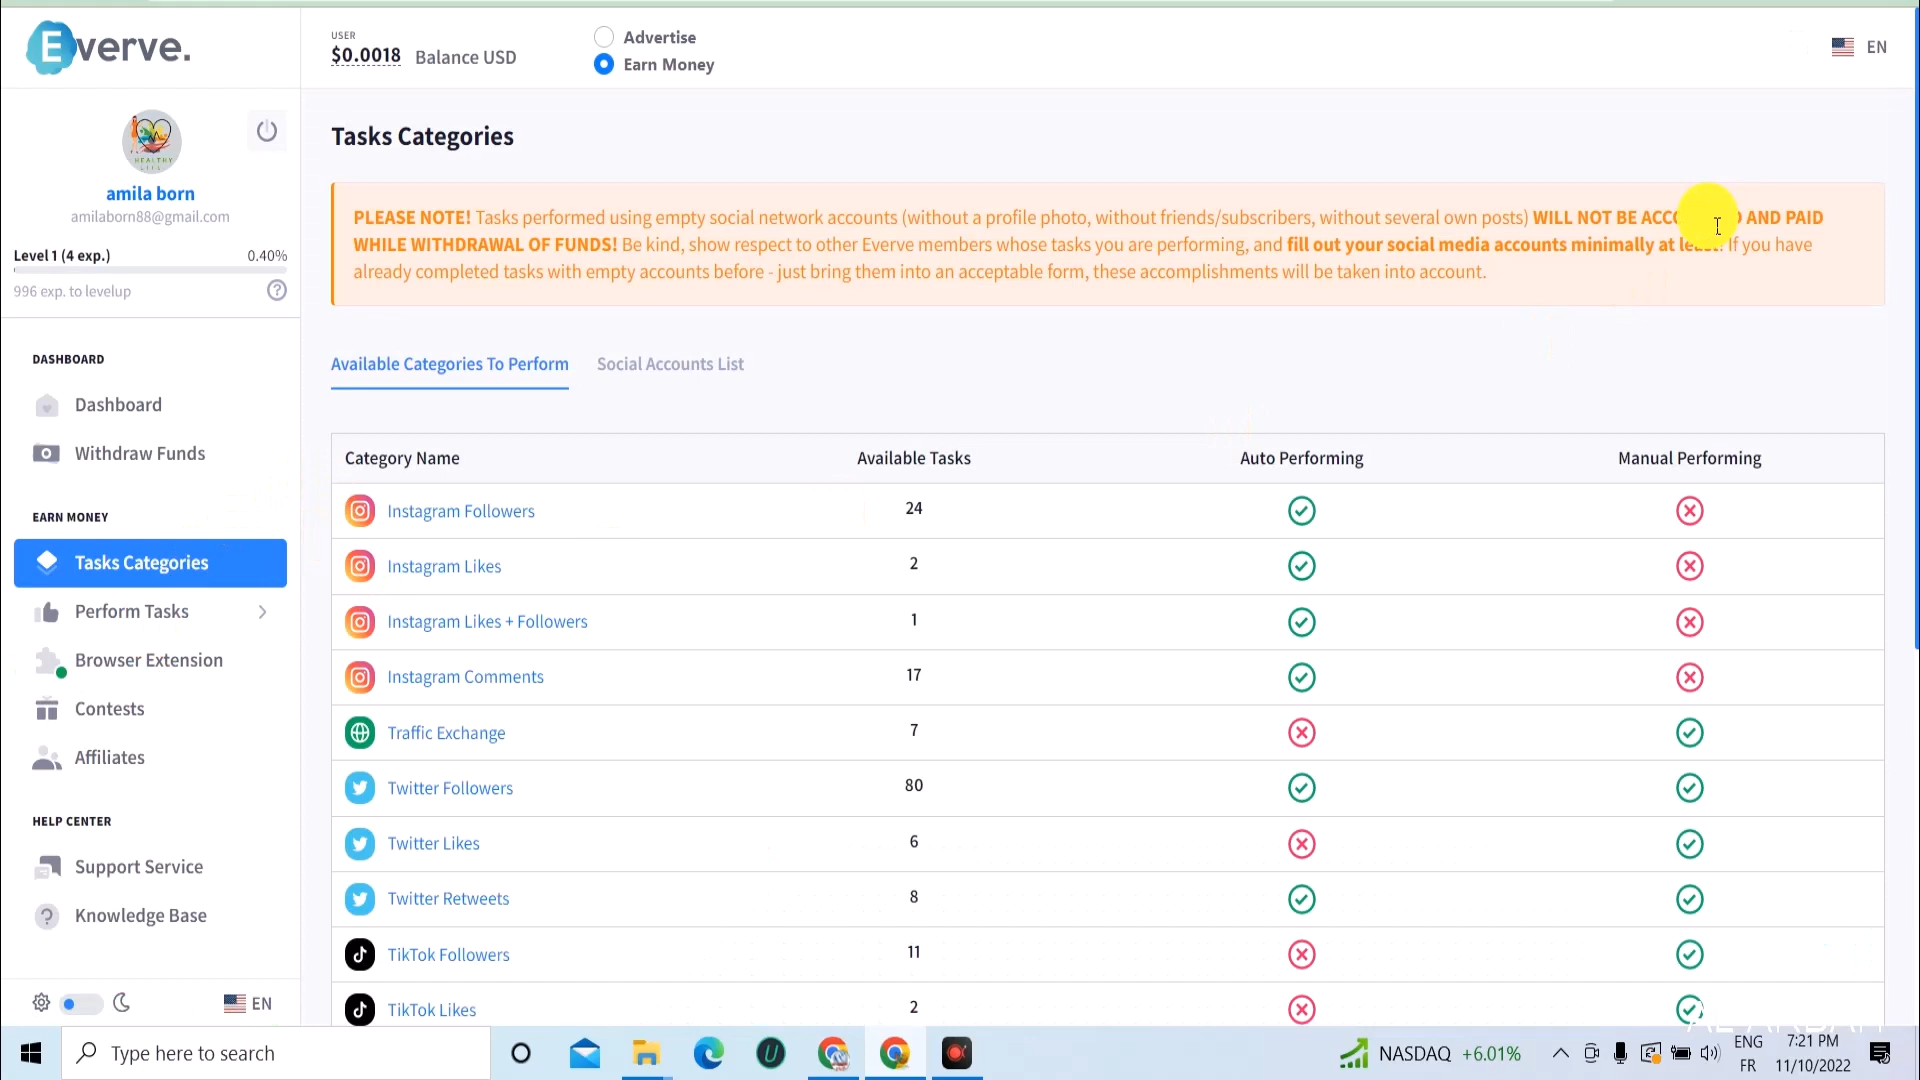 Everve.
USER
$0.0018 Balance USD
Advertise
Earn Money
EN
HEALTHY
amila born
amilaborn88@gmail.com
Level 1 (4 exp.) 0.40%
996 exp. to levelup
DASHBOARD
Dashboard
Withdraw Funds
EARN MONEY
Tasks Categories
Perform Tasks
Browser Extension
Contests
Affiliates
HELP CENTER
Support Service
Knowledge Base
EN
Tasks Categories
PLEASE NOTE! Tasks performed using empty social network accounts (without a profile photo, without friends/subscribers, without several own posts) WILL NOT BE AND PAID
WHILE WITHDRAWAL OF FUNDS! Be kind, show respect to other Everve members whose tasks you are performing, and fill out your social media accounts minimally at least. If you have
already completed tasks with empty accounts before - just bring them into an acceptable form, these accomplishments will be taken into account.
Available Categories To Perform Social Accounts List
Category Name Available Tasks Auto Performing Manual Performing
Instagram Followers 24
Instagram Likes 2
Instagram Likes + Followers 1
Instagram Comments 17
Traffic Exchange 7
Twitter Followers 80
Twitter Likes 6
Twitter Retweets 8
TikTok Followers 11
TikTok Likes 2
Type here to search
NASDAQ +6.01%
ENG
FR
7:21 PM
11/10/2022